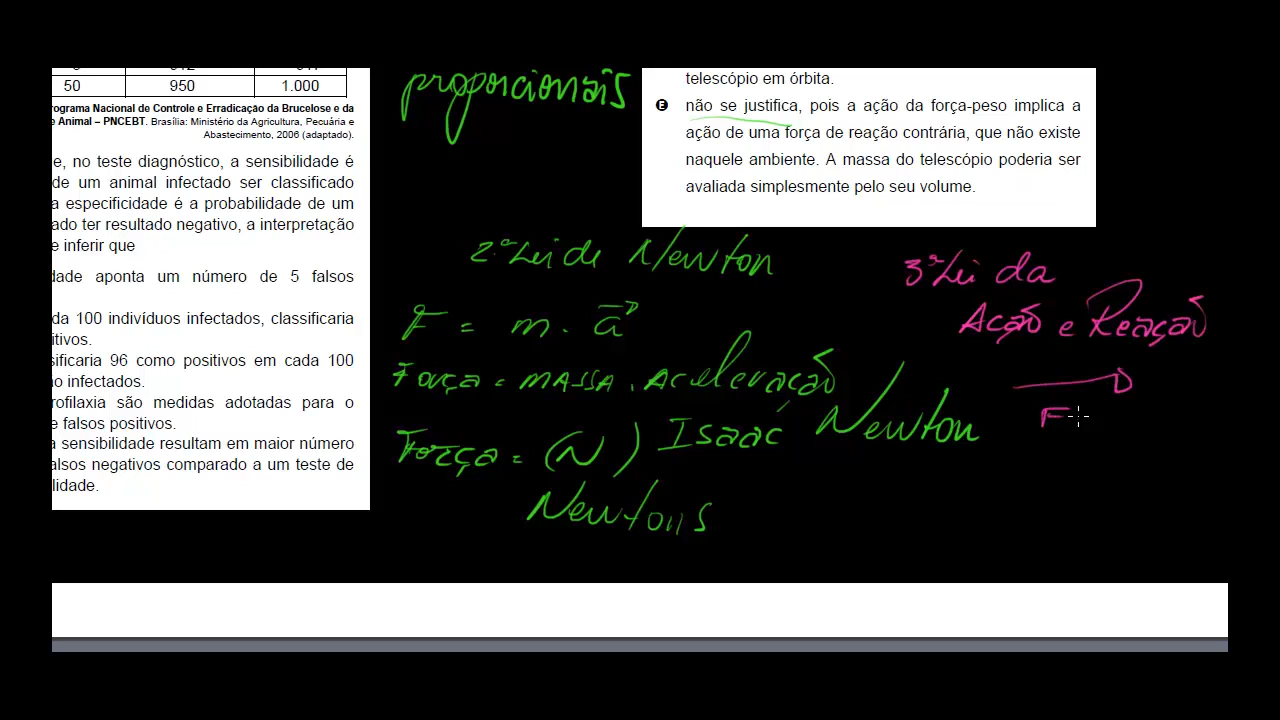 50 950 1.000
rograma Nacional de Controle e Erradicação da Brucelose e da
e Animal – PNCEBT. Brasília: Ministério da Agricultura, Pecuária e
Abastecimento, 2006 (adaptado).
e, no teste diagnóstico, a sensibilidade é
de um animal infectado ser classificado
a especificidade é a probabilidade de um
ado ter resultado negativo, a interpretação
e inferir que
dade aponta um número de 5 falsos
da 100 indivíduos infectados, classificaria
itivos.
sificaria 96 como positivos em cada 100
o infectados.
rofilaxia são medidas adotadas para o
e falsos positivos.
a sensibilidade resultam em maior número
alsos negativos comparado a um teste de
lidade.
proporcionais
telescópio em órbita.
E não se justifica, pois a ação da força-peso implica a
ação de uma força de reação contrária, que não existe
naquele ambiente. A massa do telescópio poderia ser
avaliada simplesmente pelo seu volume.
2ª Lei de Newton
F = m . a
Força = MASSA . Aceleração
Força = (N) Isaac Newton
Newtons
3ª Lei da
Ação e Reação
F